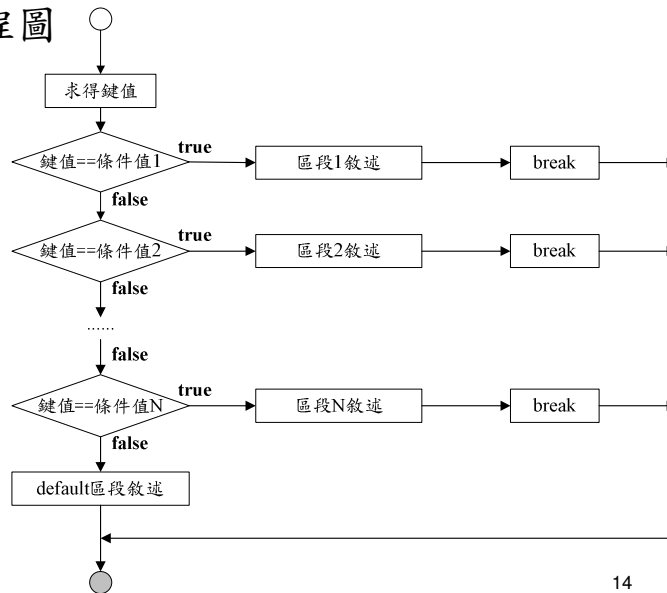 程圖
求得鍵值
鍵值==條件值1
true
區段1敘述
break
false
鍵值==條件值2
true
區段2敘述
break
false
......
false
鍵值==條件值N
true
區段N敘述
break
false
default區段敘述
14